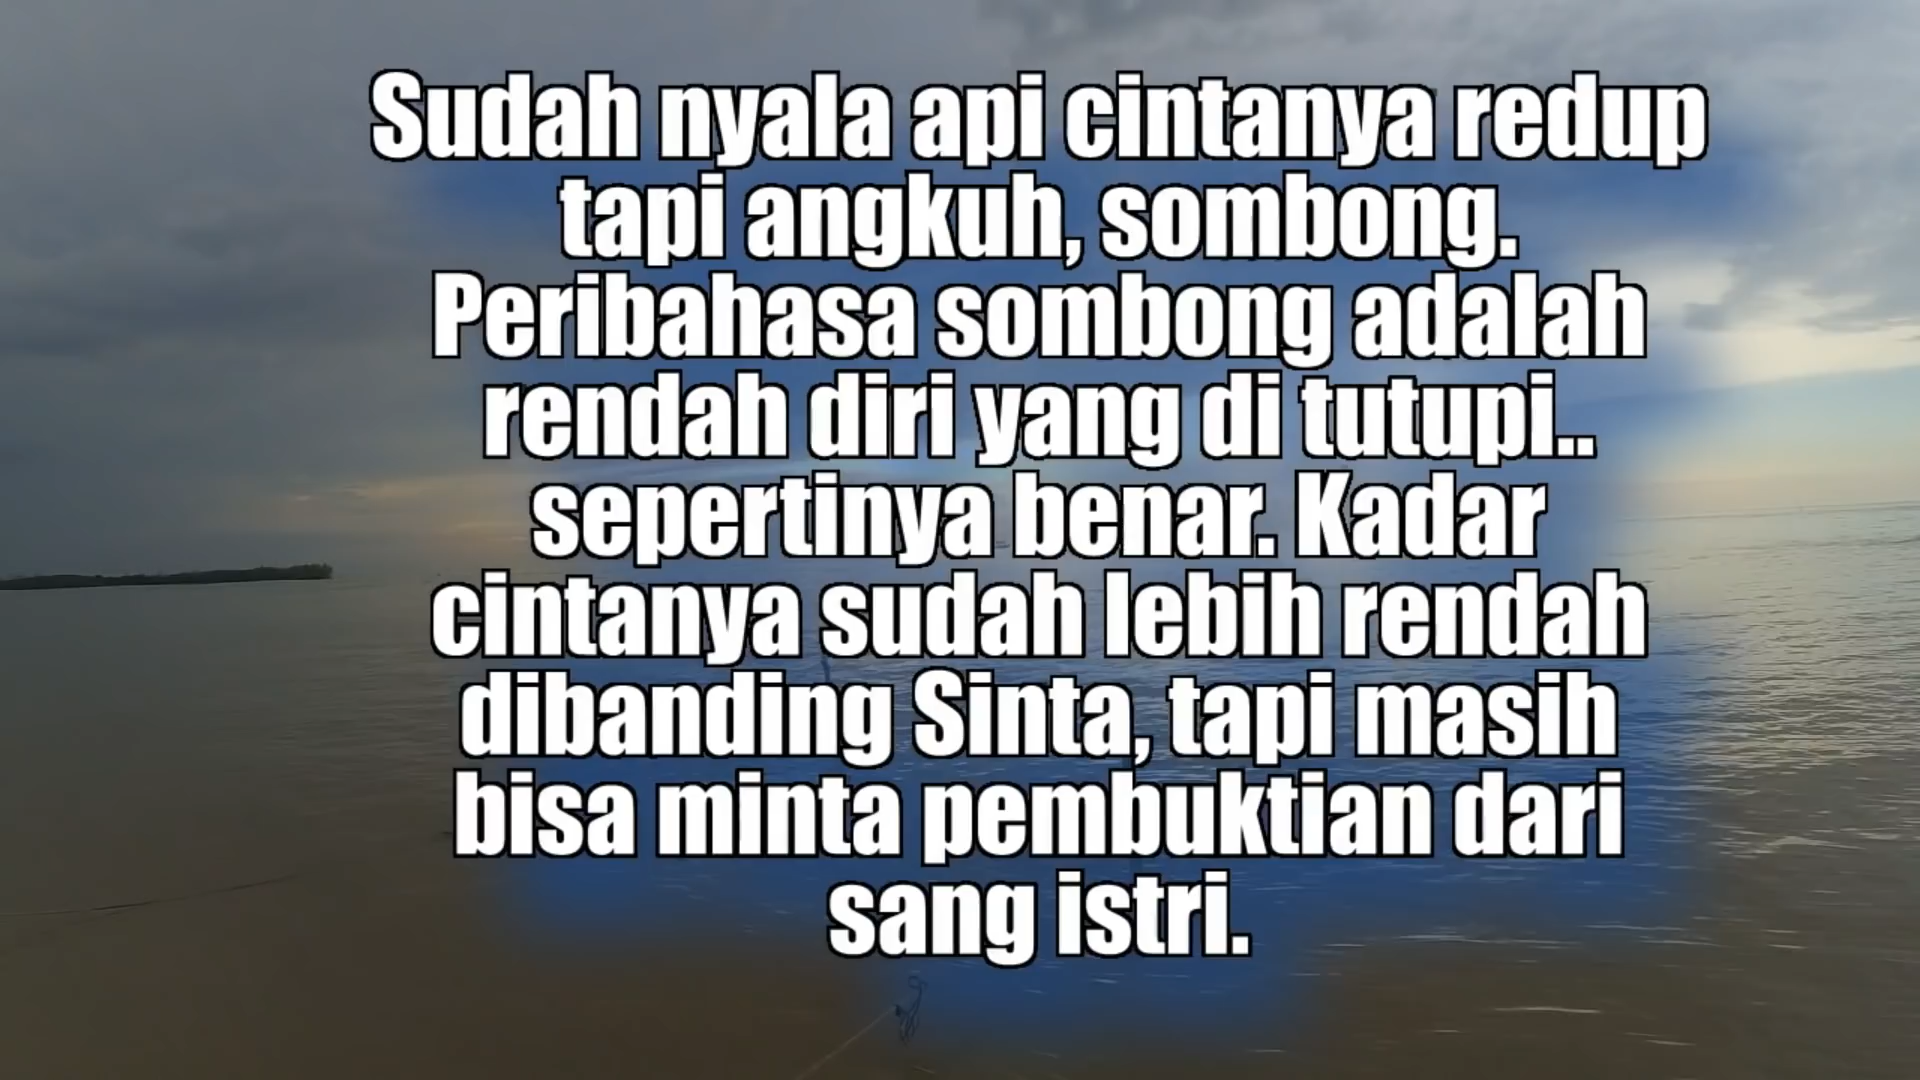 Sudah nyala api cintanya redup
tapi angkuh, sombong.
Peribahasa sombong adalah
rendah diri yang di tutupi..
sepertinya benar. Kadar
cintanya sudah lebih rendah
dibanding Sinta, tapi masih
bisa minta pembuktian dari
sang istri.